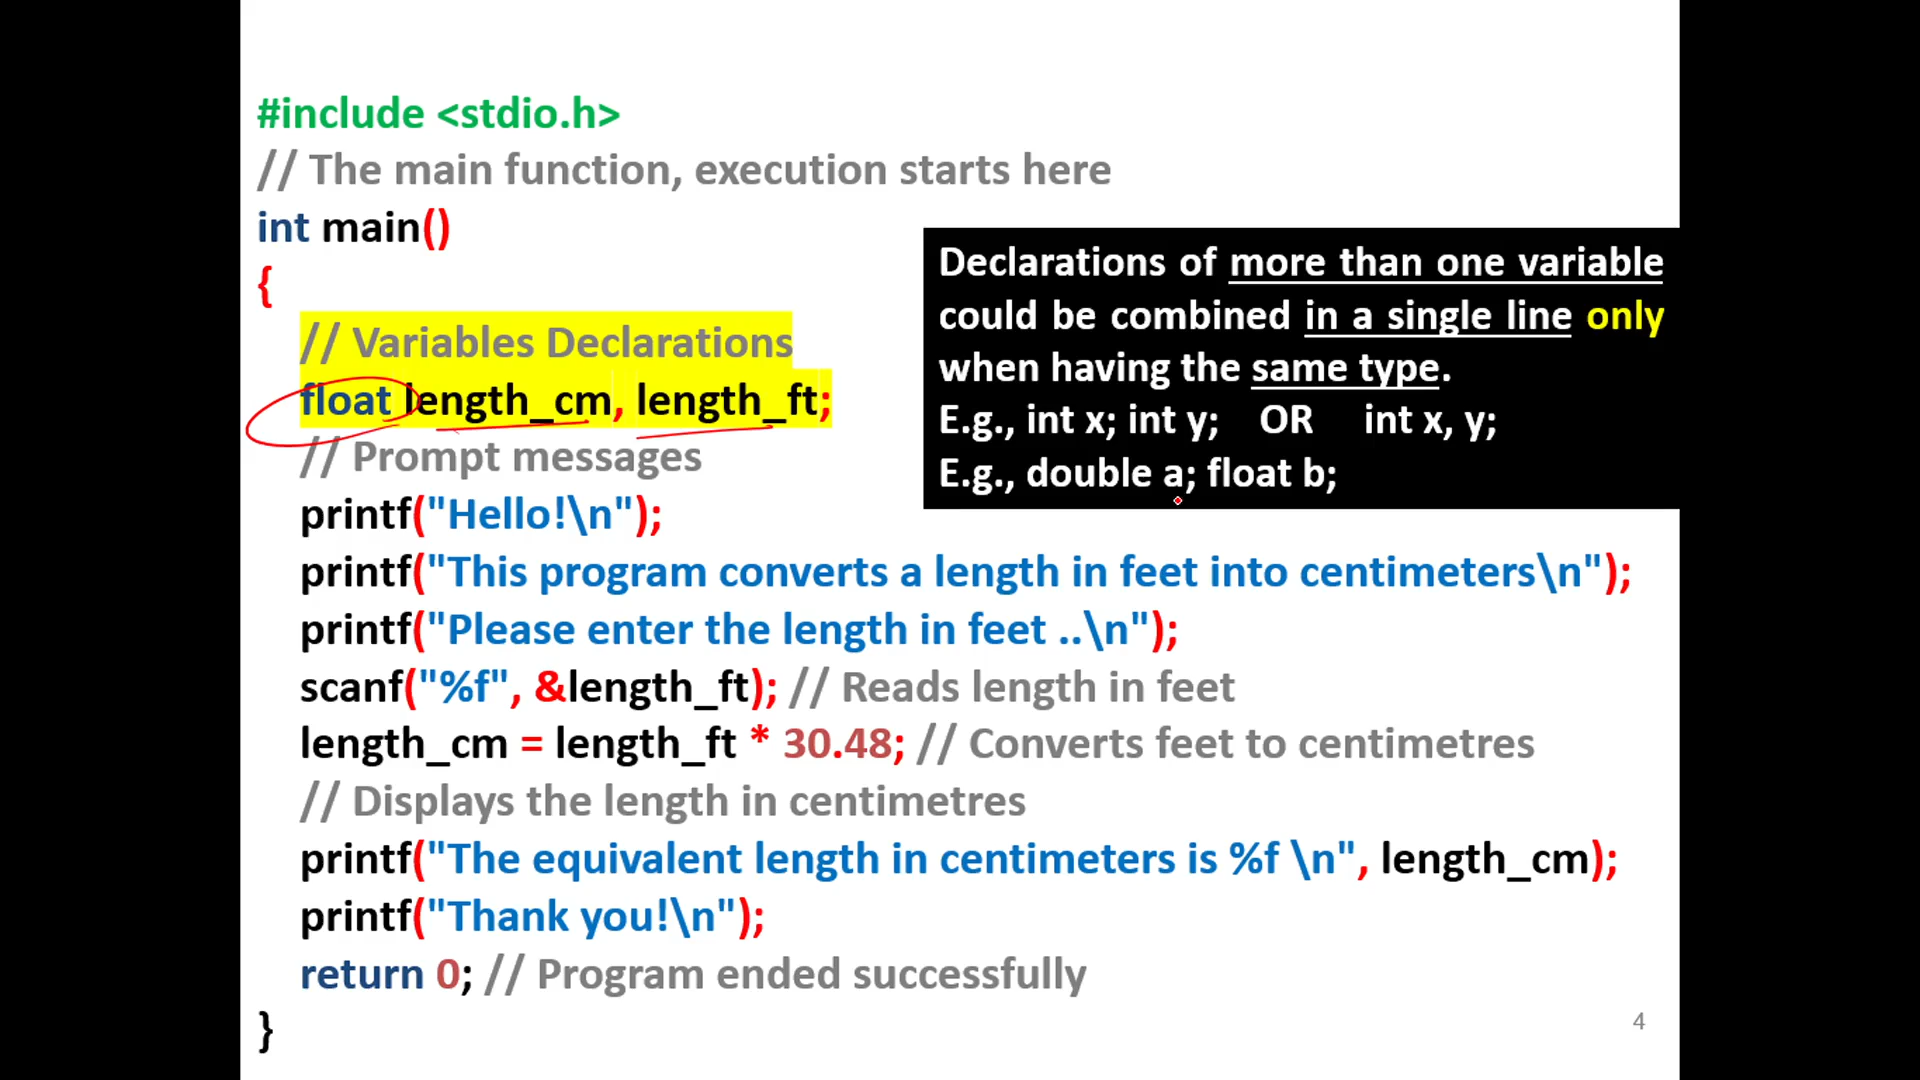 #include <stdio.h>
// The main function, execution starts here
int main()
{
// Variables Declarations
float length_cm, length_ft;
// Prompt messages
printf("Hello!\n");
printf("This program converts a length in feet into centimeters\n");
printf("Please enter the length in feet ..\n");
scanf("%f", &length_ft); // Reads length in feet
length_cm = length_ft * 30.48; // Converts feet to centimetres
// Displays the length in centimetres
printf("The equivalent length in centimeters is %f \n", length_cm);
printf("Thank you!\n");
return 0; // Program ended successfully
}
Declarations of more than one variable
could be combined in a single line only
when having the same type.
E.g., int x; int y; OR int x, y;
E.g., double a; float b;
4